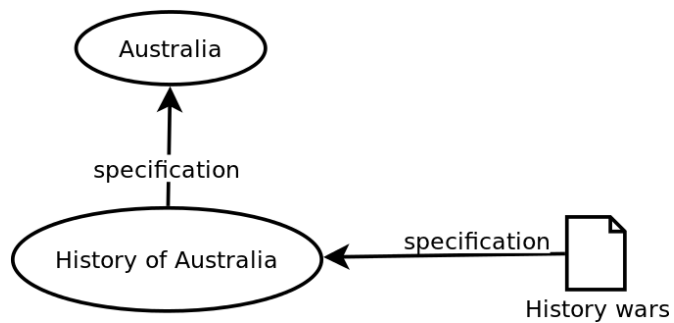 Australia
specification
History of Australia
specification
History wars